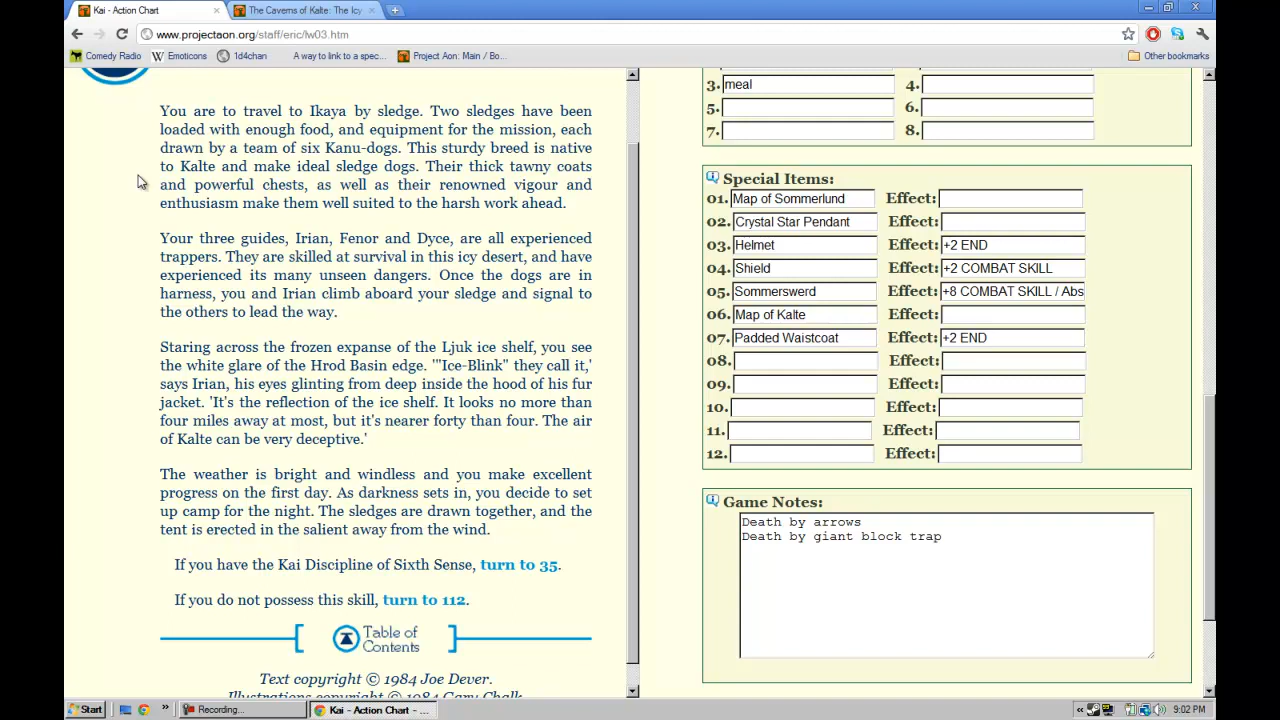 Kai - Action Chart
The Caverns of Kalte: The Icy
www.projectaon.org/staff/eric/lw03.htm
Comedy Radio
Emoticons
1d4chan
A way to link to a spec...
Project Aon: Main / Bo...
Other bookmarks
You are to travel to Ikaya by sledge. Two sledges have been
loaded with enough food, and equipment for the mission, each
drawn by a team of six Kanu-dogs. This sturdy breed is native
to Kalte and make ideal sledge dogs. Their thick tawny coats
and powerful chests, as well as their renowned vigour and
enthusiasm make them well suited to the harsh work ahead.
Your three guides, Irian, Fenor and Dyce, are all experienced
trappers. They are skilled at survival in this icy desert, and have
experienced its many unseen dangers. Once the dogs are in
harness, you and Irian climb aboard your sledge and signal to
the others to lead the way.
Staring across the frozen expanse of the Ljuk ice shelf, you see
the white glare of the Hrod Basin edge. '"Ice-Blink" they call it,'
says Irian, his eyes glinting from deep inside the hood of his fur
jacket. 'It's the reflection of the ice shelf. It looks no more than
four miles away at most, but it's nearer forty than four. The air
of Kalte can be very deceptive.'
The weather is bright and windless and you make excellent
progress on the first day. As darkness sets in, you decide to set
up camp for the night. The sledges are drawn together, and the
tent is erected in the salient away from the wind.
If you have the Kai Discipline of Sixth Sense, turn to 35.
If you do not possess this skill, turn to 112.
Table of
Contents
Text copyright © 1984 Joe Dever.
Illustrations copyright © 1984 Gary Chalk.
3. meal 4.
5. 6.
7. 8.
Special Items:
01. Map of Sommerlund Effect:
02. Crystal Star Pendant Effect:
03. Helmet Effect: +2 END
04. Shield Effect: +2 COMBAT SKILL
05. Sommerswerd Effect: +8 COMBAT SKILL / Abs
06. Map of Kalte Effect:
07. Padded Waistcoat Effect: +2 END
08. Effect:
09. Effect:
10. Effect:
11. Effect:
12. Effect:
Game Notes:
Death by arrows
Death by giant block trap
Start
Recording...
Kai - Action Chart - ...
9:02 PM